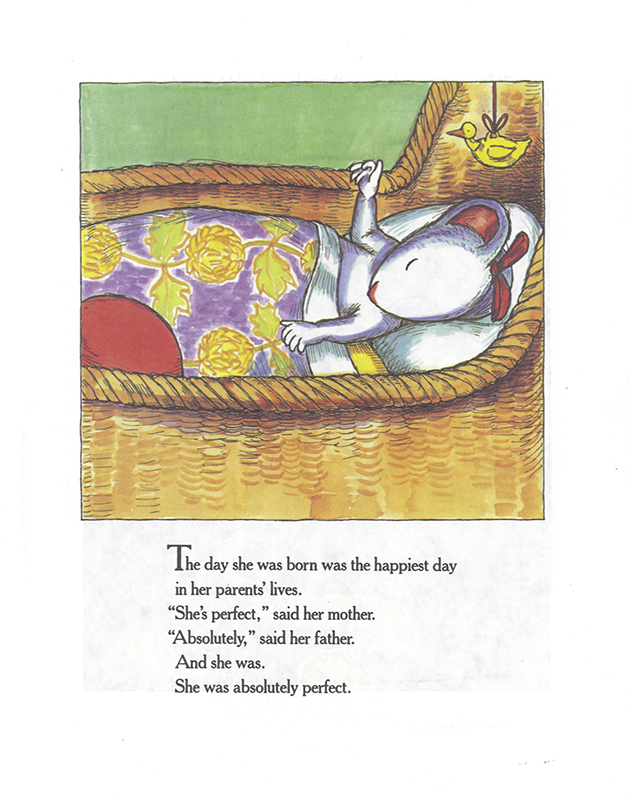 The day she was born was the happiest day
in her parents' lives.
“She's perfect,” said her mother.
“Absolutely,” said her father.
And she was.
She was absolutely perfect.